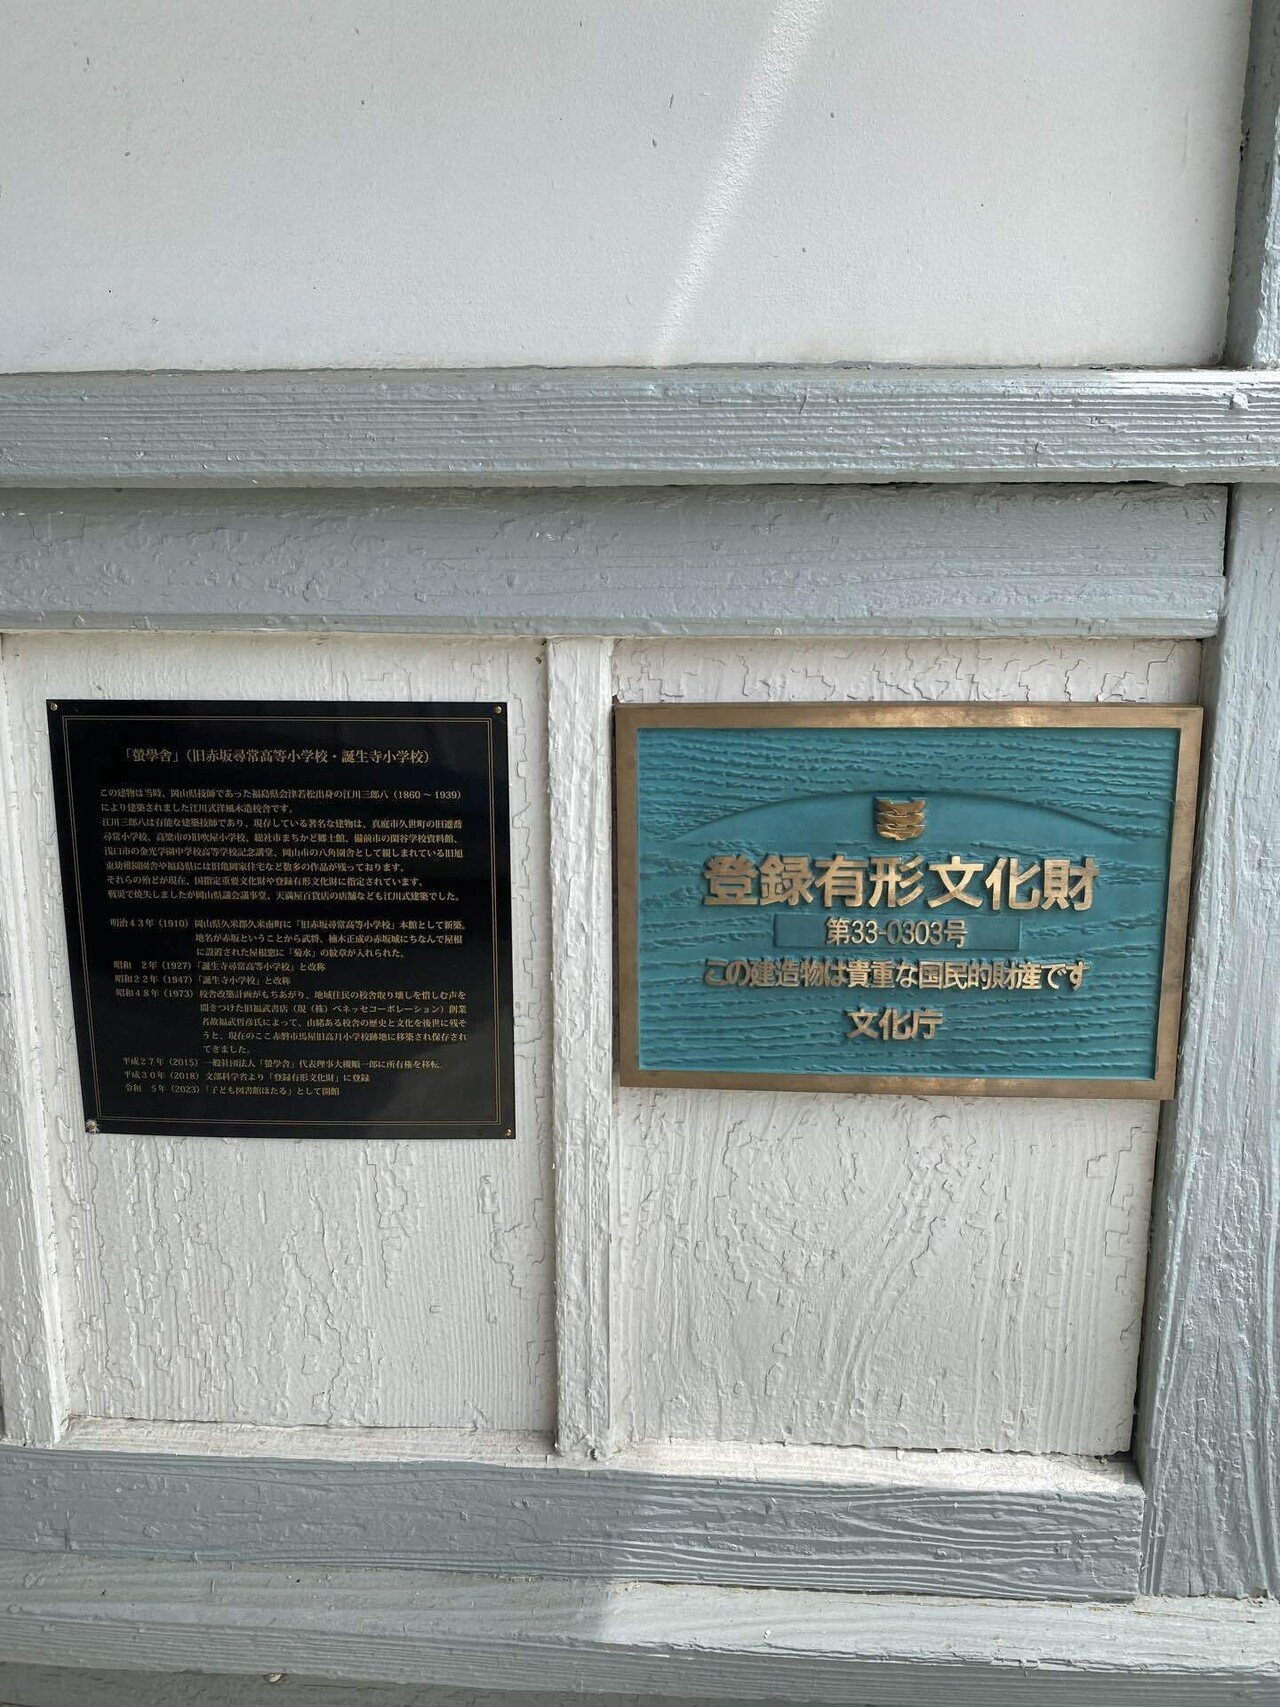 「螢學舎」（旧赤坂尋常高等小学校・誕生寺小学校）
この建物は当時、岡山県技師であった福島県会津若松出身の江川三郎八（1860～1939）
により建築されました江川式洋風木造校舎です。
江川三郎八は有能な建築技師であり、現存している著名な建物は、真庭市久世町の旧遷喬
尋常小学校、高梁市の旧吹屋小学校、総社市まちかど郷土館、備前市の閑谷学校資料館、
浅口市の金光学園中学校高等学校記念講堂、岡山市の八角園舎として親しまれている旧旭
東幼稚園園舎や福島県には旧亀岡家住宅など数多の作品が残っております。
それらの殆どが現在、国指定重要文化財や登録有形文化財に指定されています。
戦災で焼失しましたが岡山県議会議事堂、天満屋百貨店の店舗なども江川式建築でした。
明治４３年（1910）岡山県久米郡久米南町に「旧赤坂尋常高等小学校」本館として新築。
地名が赤坂ということから武将、楠木正成の赤坂城にちなんで屋根
に設置された屋根窓に「菊水」の紋章が入れられた。
昭和　２年（1927）「誕生寺尋常高等小学校」と改称
昭和２２年（1947）「誕生寺小学校」と改称
昭和４８年（1973）校舎改築計画がもちあがり、地域住民の校舎取り壊しを惜しむ声を
聞きつけた旧福武書店（現（株）ベネッセコーポレーション）創業
者故福武哲彦氏によって、由緒ある校舎の歴史と文化を後世に残そ
うと、現在のここ赤磐市馬屋旧高月小学校跡地に移築され保存され
てきました。
平成２７年（2015）一般社団法人「螢學舎」代表理事大槻順一郎に所有権を移転
平成３０年（2018）文部科学省より「登録有形文化財」に登録
令和　５年（2023）「子ども図書館ほたる」として開館
登録有形文化財
第33-0303号
この建造物は貴重な国民的財産です
文化庁